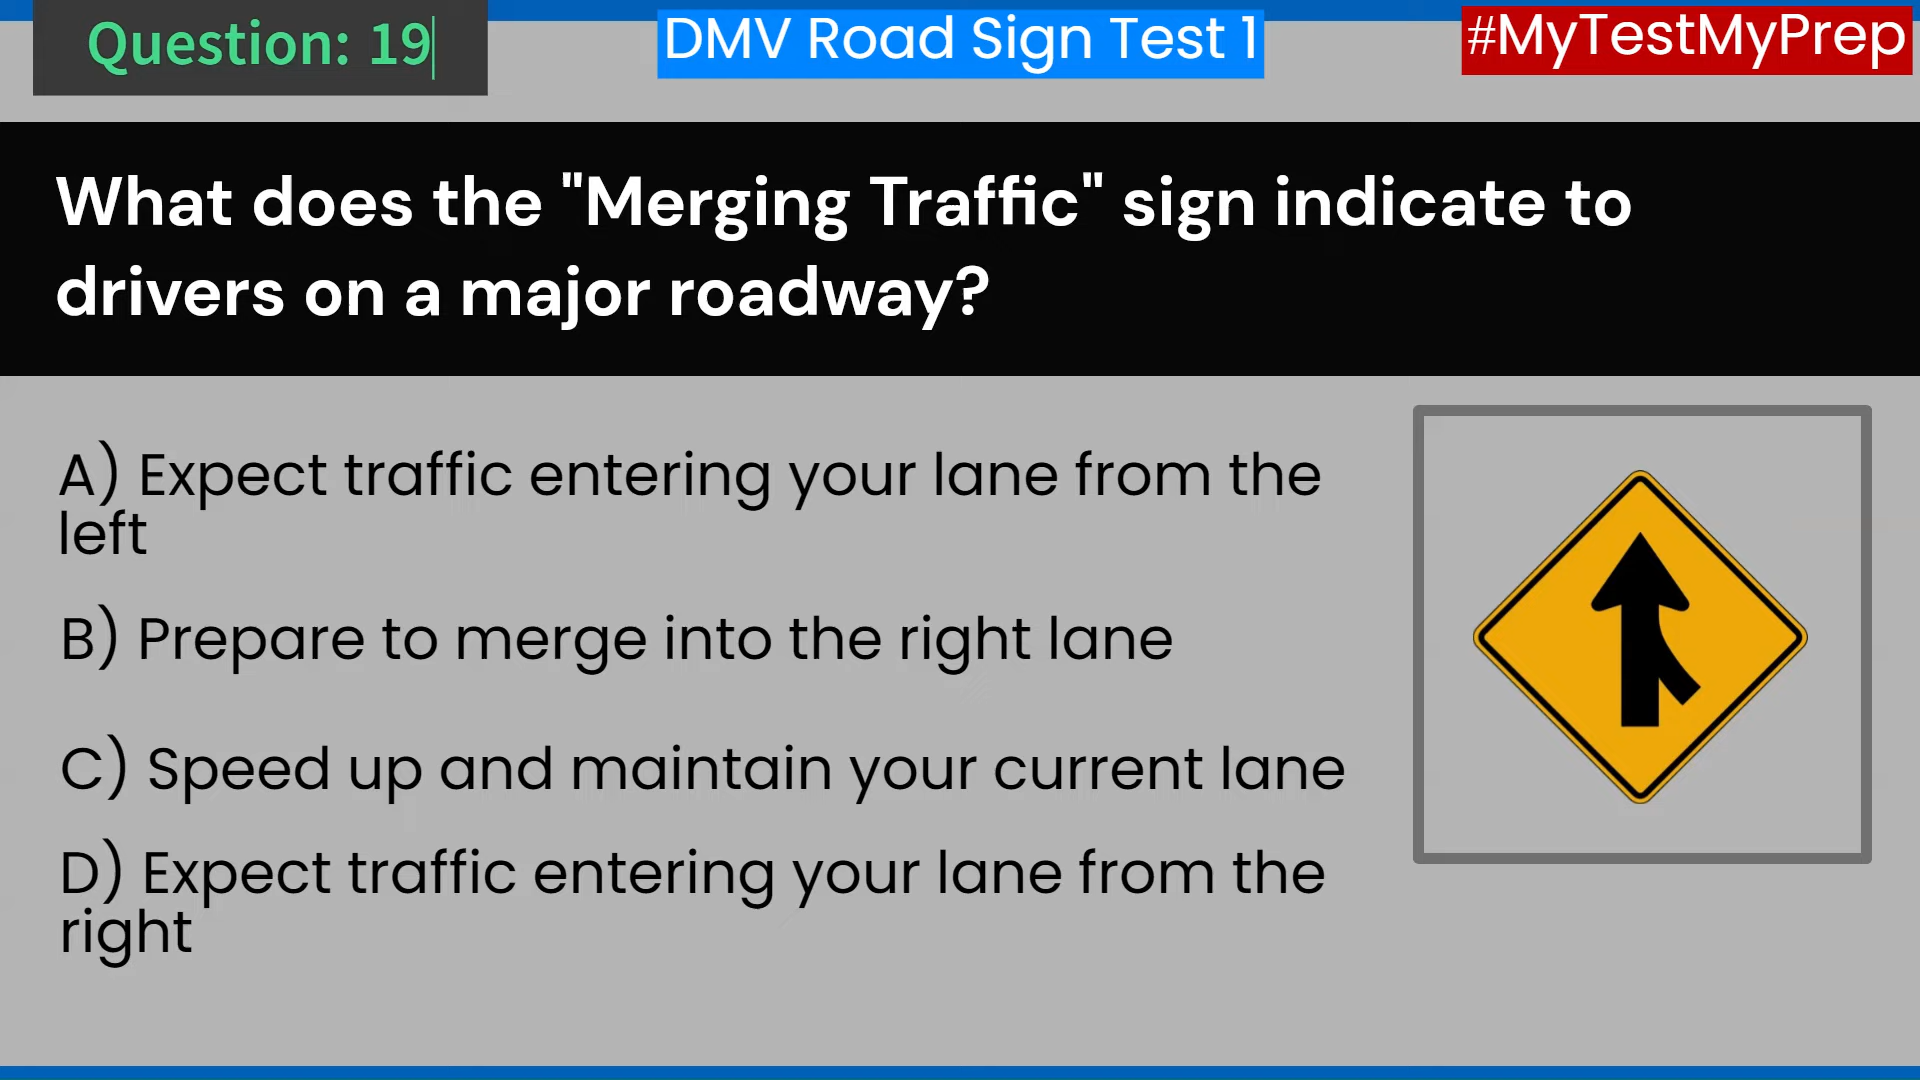 Question: 19
DMV Road Sign Test 1
#MyTestMyPrep
What does the "Merging Traffic" sign indicate to
drivers on a major roadway?
A) Expect traffic entering your lane from the
left
B) Prepare to merge into the right lane
C) Speed up and maintain your current lane
D) Expect traffic entering your lane from the
right